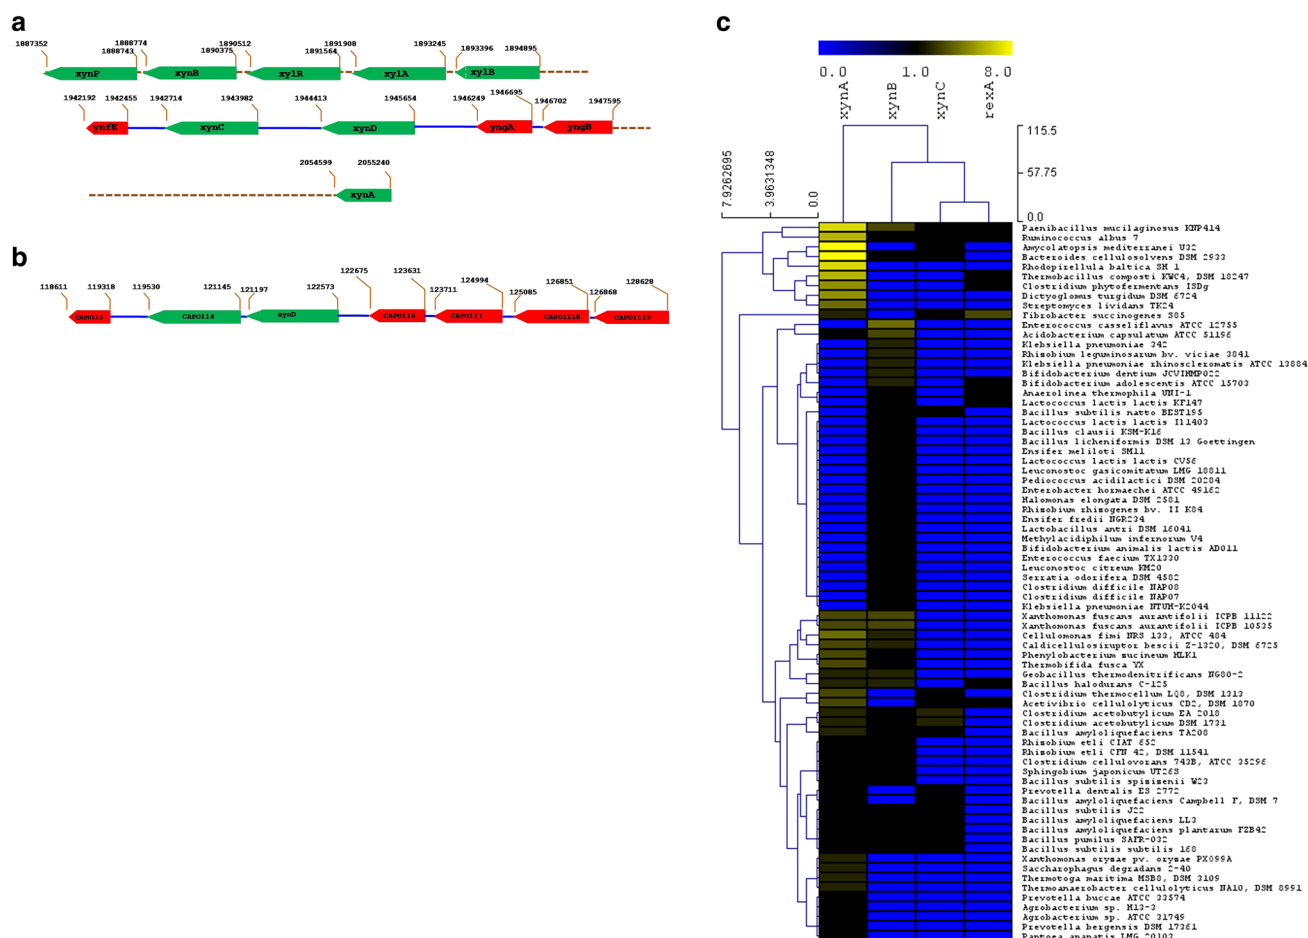 a
1887352 1888774 1890512 1891908 1893245 1893396 1894895
1888743 1890375 1891564
xynP xynB xylR xylA xylB
1942192 1942455 1942714 1943982 1944413 1945654 1946249 1946695 1946702 1947595
ynfE xynC xynD yngA yngB
2054599 2055240
xynA
b
118611 119318 119530 121145 121197 122573 122675 123631 123711 124994 125085 126851 126868 128628
CAP0113 CAP0114 xynD CAP0116 CAP0117 CAP01118 CAP01119
c
0.0 1.0 8.0
xynA xynB xynC rexA
115.5
57.75
0.0
7.9262695 3.9631348 0.0
Paenibacillus mucilaginosus KNP414
Ruminococcus albus 7
Amycolatopsis mediterranei U32
Bacteroides cellulosolvens DSM 2933
Rhodopirellula baltica SH 1
Thermobacillus composti KWC4, DSM 18247
Clostridium phytofermentans ISDg
Dictyoglomus turgidum DSM 6724
Streptomyces lividans TK24
Fibrobacter succinogenes S85
Enterococcus casseliflavus ATCC 12755
Acidobacterium capsulatum ATCC 51196
Klebsiella pneumoniae 342
Rhizobium leguminosarum bv. viciae 3841
Klebsiella pneumoniae rhinoscleromatis ATCC 13884
Bifidobacterium dentium JCVIHMP022
Bifidobacterium adolescentis ATCC 15703
Anaerolinea thermophila UNI-1
Lactococcus lactis lactis KF147
Bacillus subtilis natto BEST195
Lactococcus lactis lactis Il1403
Bacillus clausii KSM-K16
Bacillus licheniformis DSM 13 Goettingen
Ensifer meliloti SM11
Lactococcus lactis lactis CV56
Leuconostoc gasicomitatum LMG 18811
Pediococcus acidilactici DSM 20284
Enterobacter hormaechei ATCC 49162
Halomonas elongata DSM 2581
Rhizobium rhizogenes bv. II K84
Ensifer fredii NGR234
Lactobacillus antri DSM 16041
Methylacidiphilum infernorum V4
Bifidobacterium animalis lactis AD011
Enterococcus faecium TX1330
Leuconostoc citreum KM20
Serratia odorifera DSM 4582
Clostridium difficile NAP08
Clostridium difficile NAP07
Klebsiella pneumoniae NTUH-K2044
Xanthomonas fuscans aurantifolii ICPB 11122
Xanthomonas fuscans aurantifolii ICPB 10535
Cellulomonas fimi NRS 133, ATCC 484
Caldicellulosiruptor bescii Z-1320, DSM 6725
Phenylobacterium zucineum HLK1
Thermobifida fusca YX
Geobacillus thermodenitrificans NG80-2
Bacillus halodurans C-125
Clostridium thermocellum LQ8, DSM 1313
Acetivibrio cellulolyticus CD2, DSM 1870
Clostridium acetobutylicum EA 2018
Clostridium acetobutylicum DSM 1731
Bacillus amyloliquefaciens TA208
Rhizobium etli CIAT 652
Rhizobium etli CFN 42, DSM 11541
Clostridium cellulovorans 743B, ATCC 35296
Sphingobium japonicum UT26S
Bacillus subtilis spizizenii W23
Prevotella dentalis ES 2772
Bacillus amyloliquefaciens Campbell F, DSM 7
Bacillus subtilis J22
Bacillus amyloliquefaciens LL3
Bacillus amyloliquefaciens plantarum FZB42
Bacillus pumilus SAFR-032
Bacillus subtilis subtilis 168
Xanthomonas oryzae pv. oryzae PXO99A
Saccharophagus degradans 2-40
Thermotoga maritima MSB8, DSM 3109
Thermoanaerobacter cellulolyticus NA10, DSM 8991
Prevotella buccae ATCC 33574
Agrobacterium sp. H13-3
Agrobacterium sp. ATCC 31749
Prevotella bergensis DSM 17361
Pantoea ananatis LMG 20103